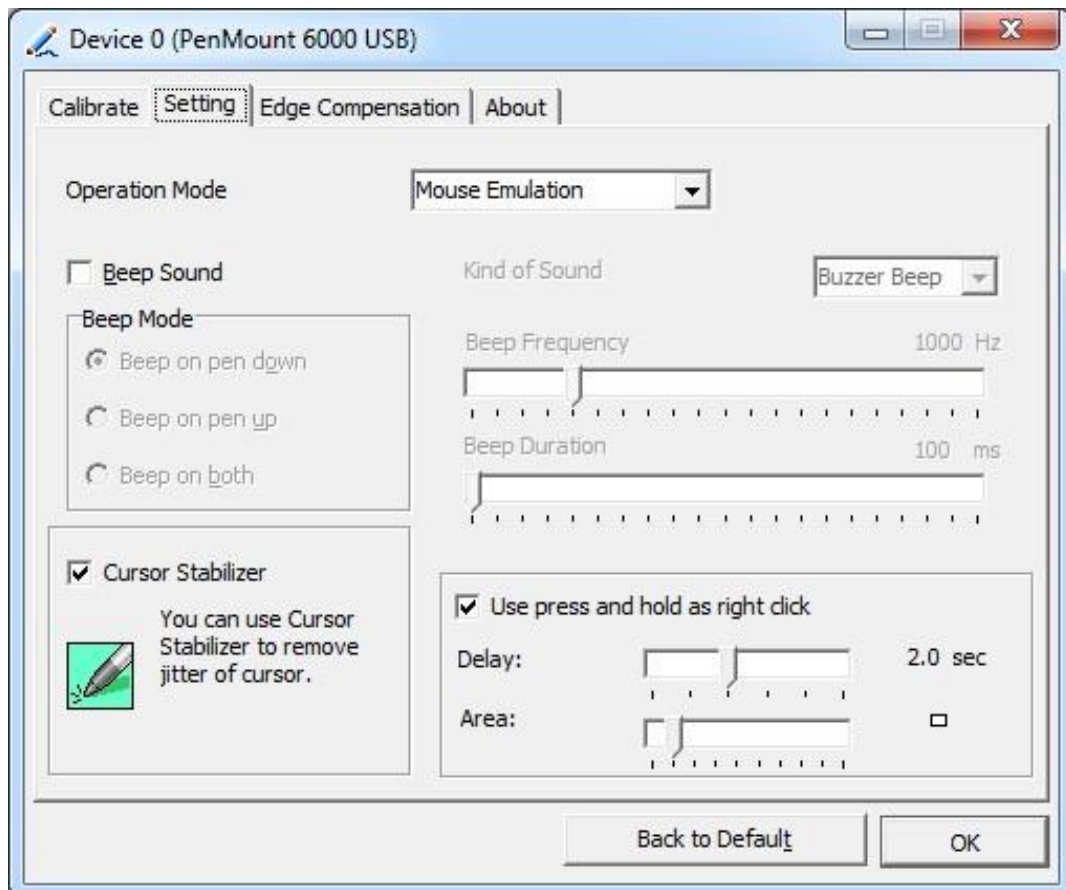 Device 0 (PenMount 6000 USB)
Calibrate Setting Edge Compensation About
Operation Mode Mouse Emulation
Beep Sound Kind of Sound Buzzer Beep
Beep Mode
Beep on pen down
Beep on pen up
Beep on both
Beep Frequency 1000 Hz
Beep Duration 100 ms
Cursor Stabilizer
You can use Cursor
Stabilizer to remove
jitter of cursor.
Use press and hold as right click
Delay: 2.0 sec
Area:
Back to Default OK